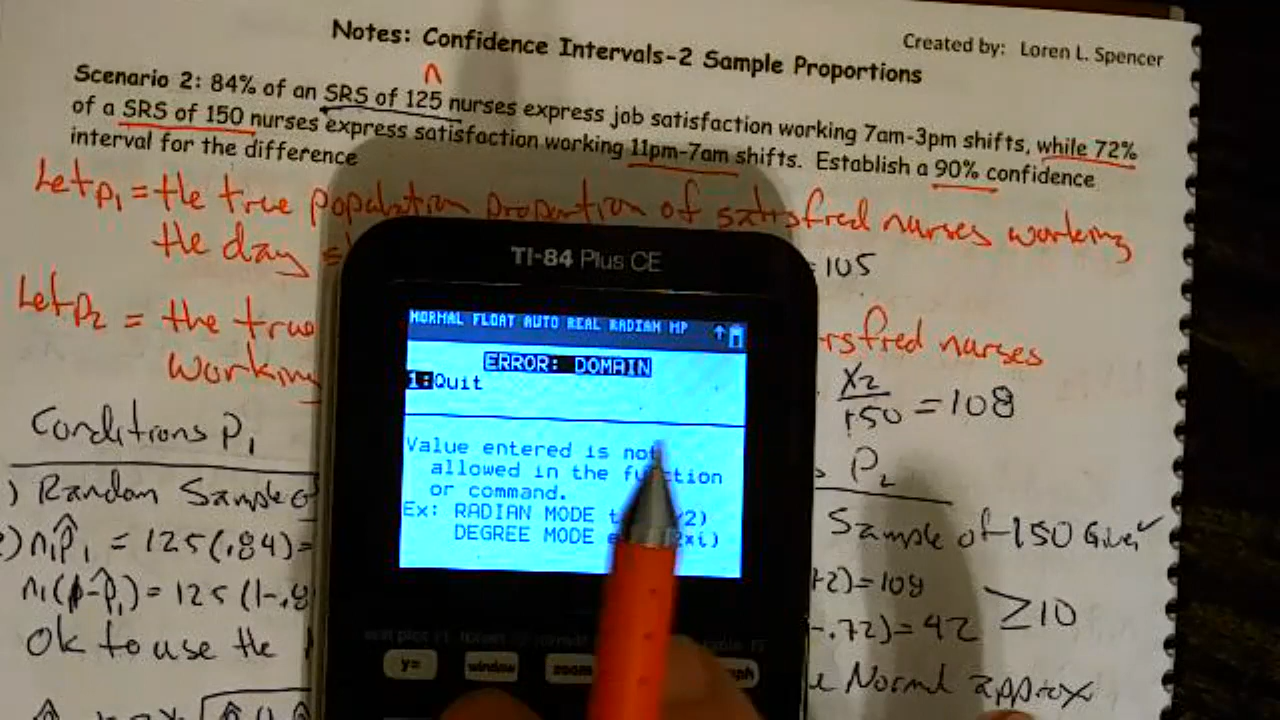 Notes: Confidence Intervals-2 Sample Proportions
Created by: Loren L. Spencer
Scenario 2: 84% of an SRS of 125 nurses express job satisfaction working 7am-3pm shifts, while 72%
of a SRS of 150 nurses express satisfaction working 11pm-7am shifts. Establish a 90% confidence
interval for the difference
n
Let p1 = the true population proportion of satisfied nurses working
the day
= 105
Let p2 = the true
nurses
working
x2/150 = 108
Conditions P1
P2
) Random Sample
Sample of 150 Given ✓
) n1p̂1 = 125(.84)=
=108
n1(1-p̂1) = 125(1-.8
-.72)=42
≥10
Ok to use the
Normal approx
TI-84 Plus CE
NORMAL FLOAT AUTO REAL RADIAN MP
ERROR: DOMAIN
1:Quit
Value entered is not
allowed in the function
or command.
Ex: RADIAN MODE
DEGREE MODE
y=
window
zoom